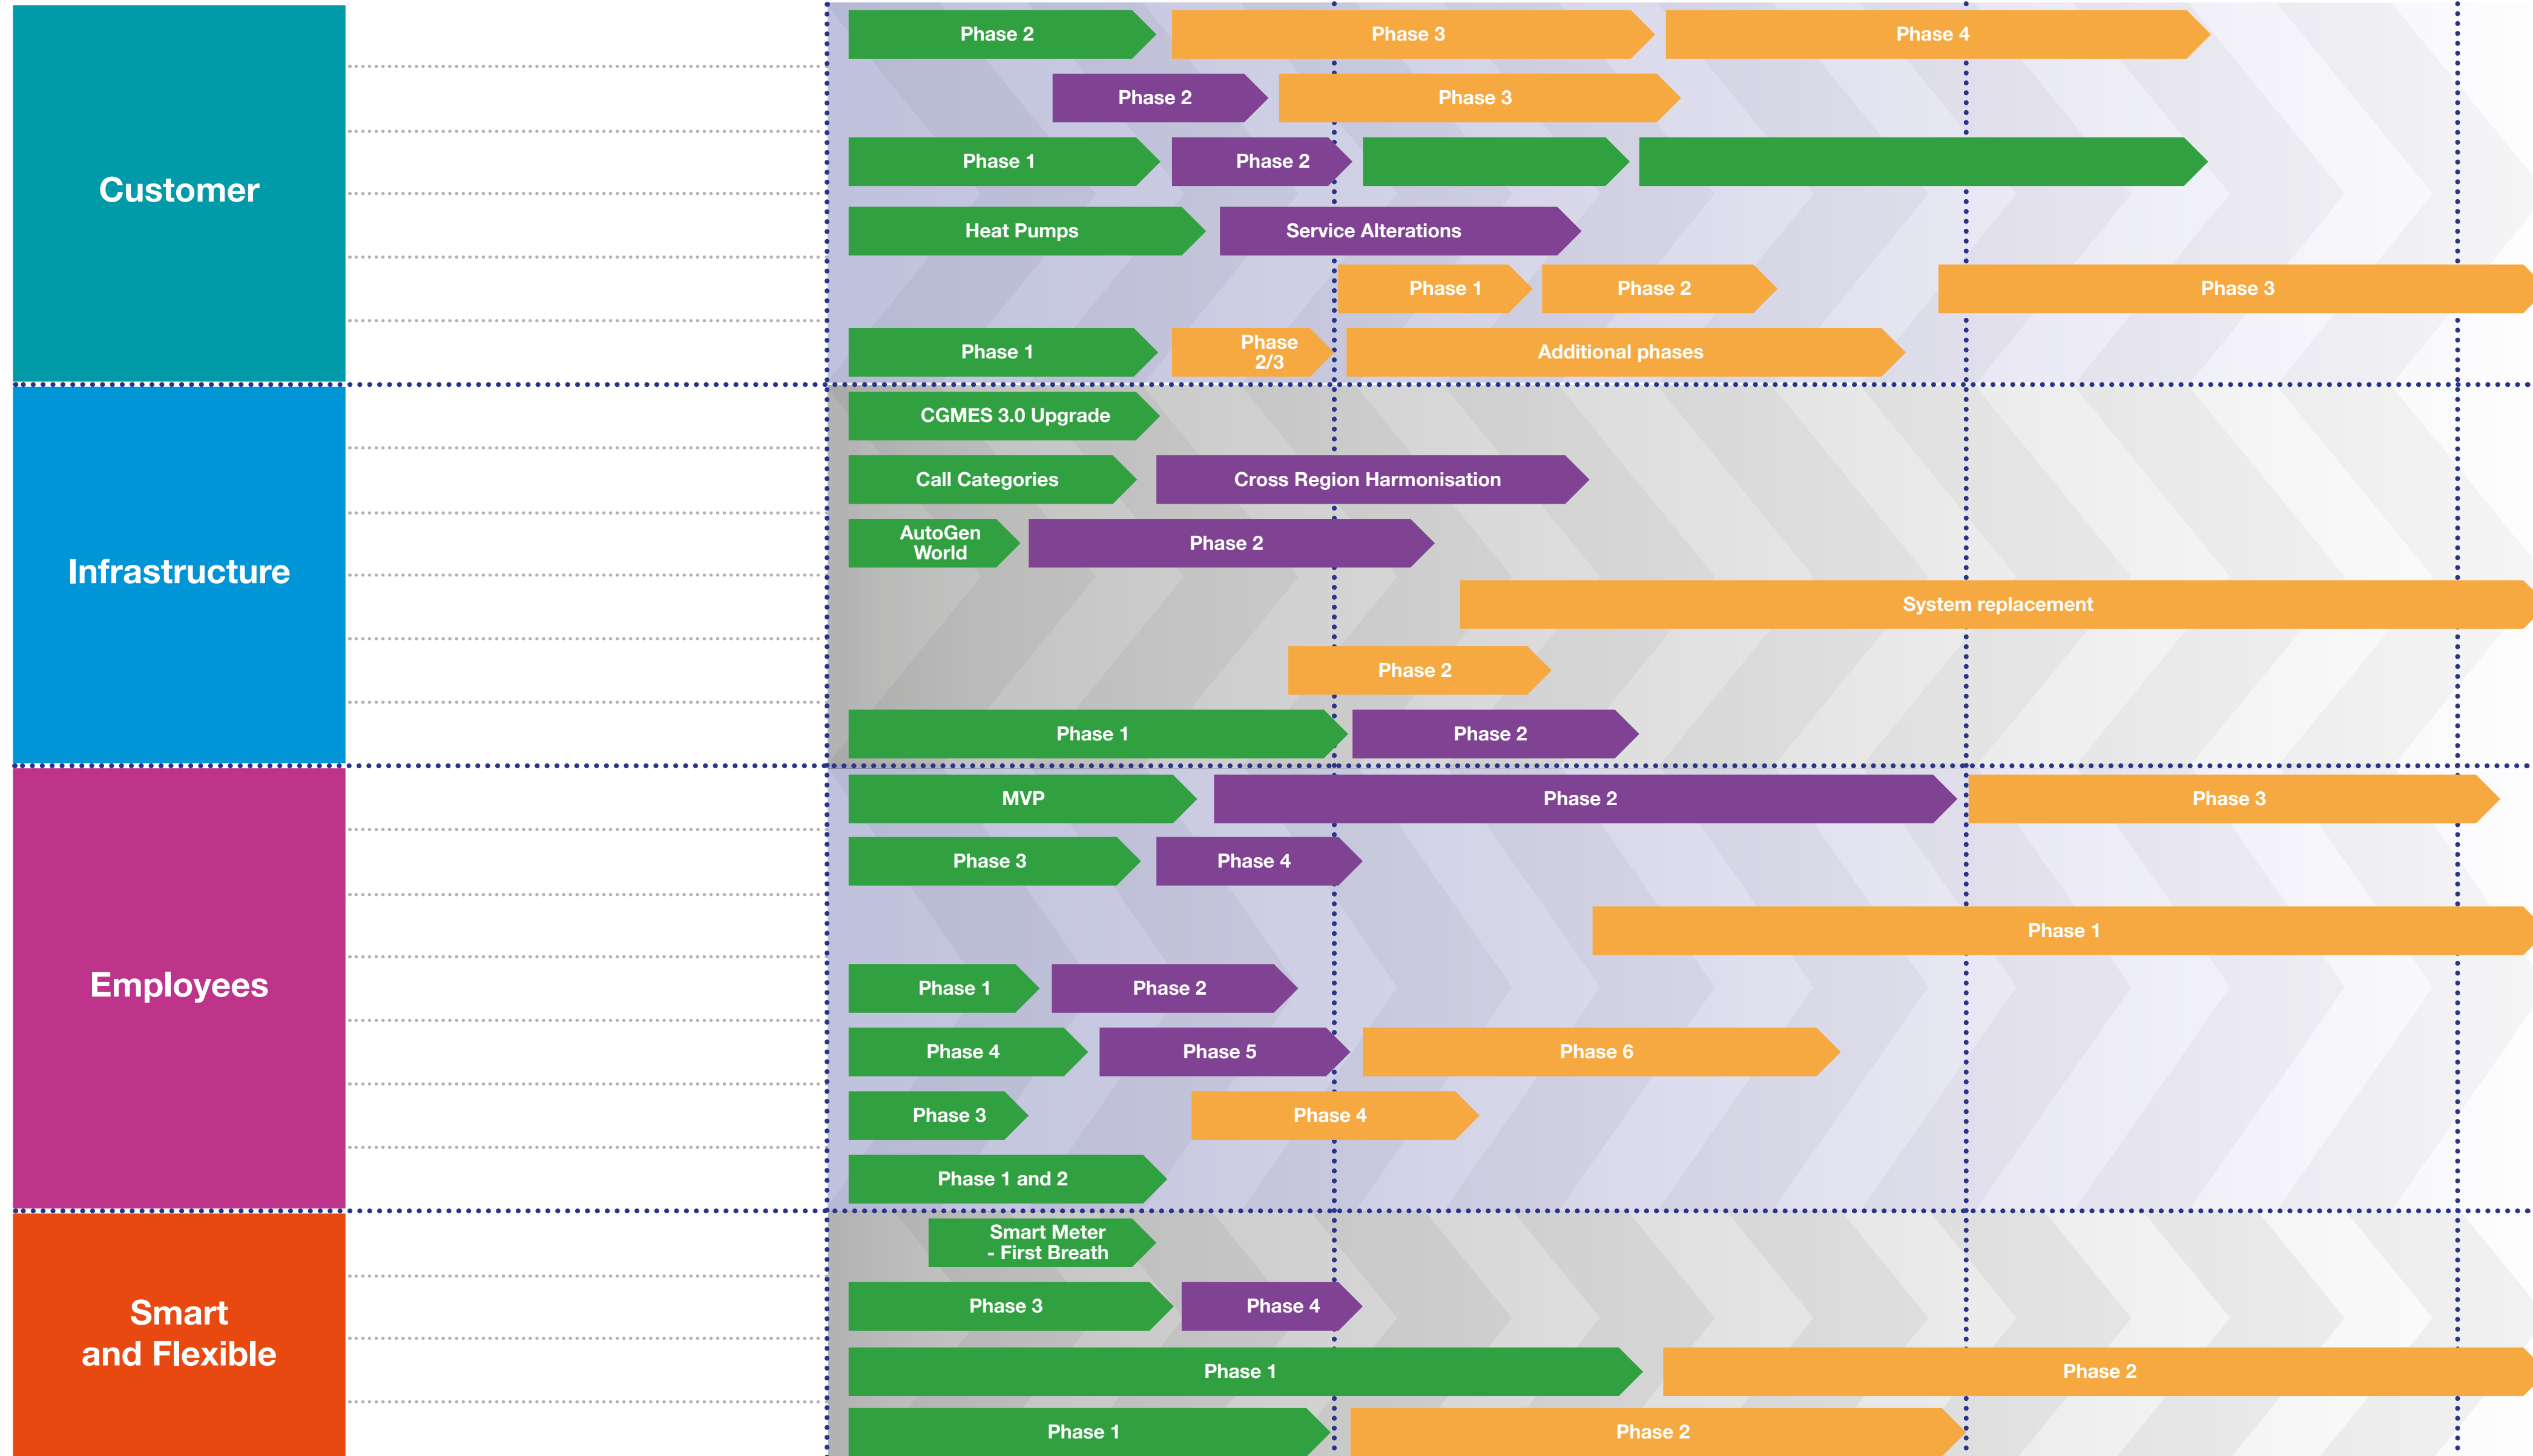 Customer
Phase 2
Phase 3
Phase 4
Phase 2
Phase 3
Phase 1
Phase 2
Heat Pumps
Service Alterations
Phase 1
Phase 2
Phase 3
Phase 1
Phase
2/3
Additional phases
Infrastructure
CGMES 3.0 Upgrade
Call Categories
Cross Region Harmonisation
AutoGen
World
Phase 2
System replacement
Phase 2
Phase 1
Phase 2
Employees
MVP
Phase 2
Phase 3
Phase 3
Phase 4
Phase 1
Phase 1
Phase 2
Phase 4
Phase 5
Phase 6
Phase 3
Phase 4
Phase 1 and 2
Smart
and Flexible
Smart Meter
- First Breath
Phase 3
Phase 4
Phase 1
Phase 2
Phase 1
Phase 2